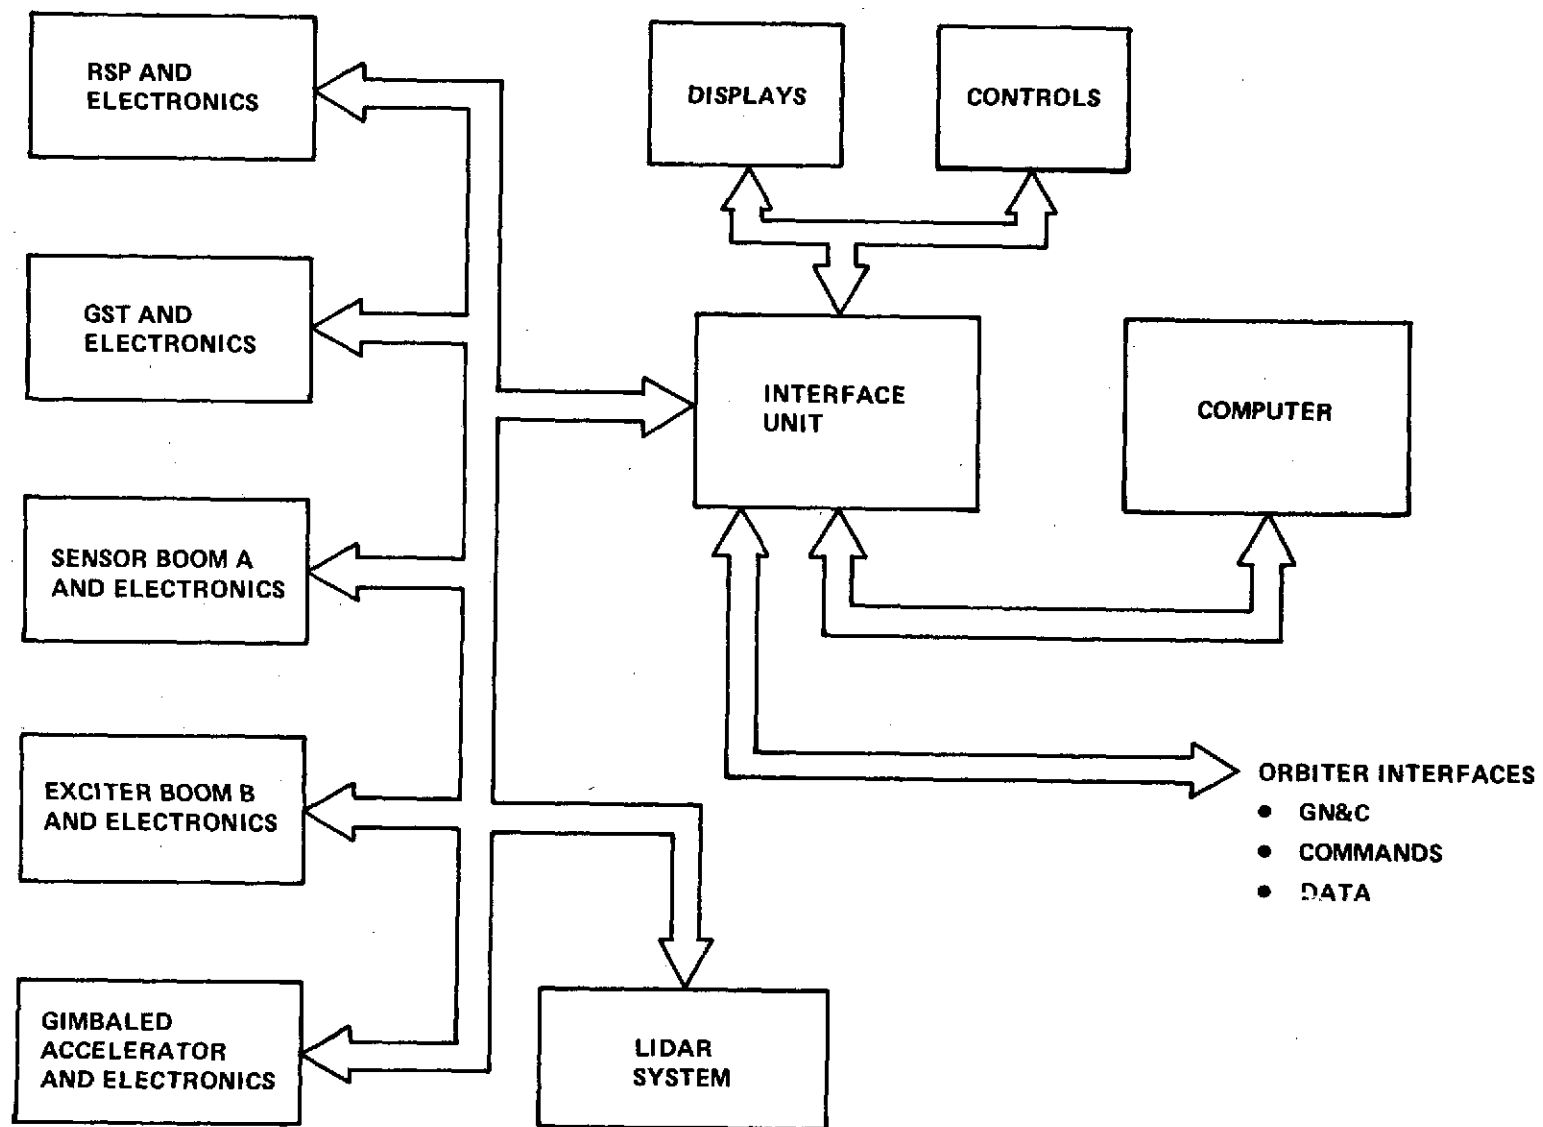 RSP AND
ELECTRONICS
DISPLAYS
CONTROLS
GST AND
ELECTRONICS
INTERFACE
UNIT
COMPUTER
SENSOR BOOM A
AND ELECTRONICS
EXCITER BOOM B
AND ELECTRONICS
ORBITER INTERFACES
● GN&C
● COMMANDS
● DATA
GIMBALED
ACCELERATOR
AND ELECTRONICS
LIDAR
SYSTEM